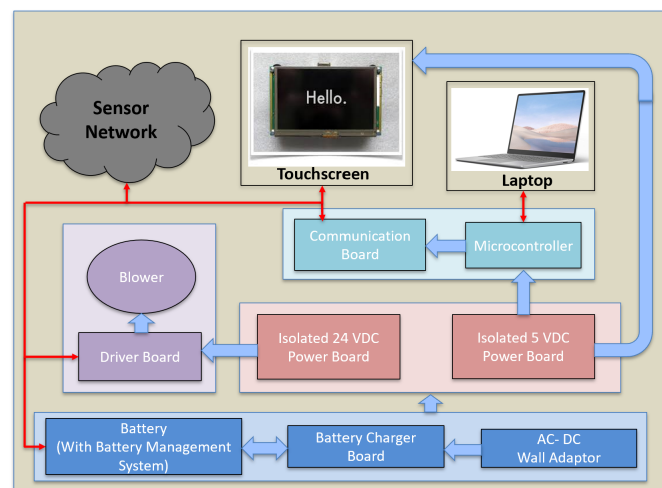 Sensor
Network
Hello.
Touchscreen
Laptop
Communication
Board
Microcontroller
Blower
Driver Board
Isolated 24 VDC
Power Board
Isolated 5 VDC
Power Board
Battery
(With Battery Management
System)
Battery Charger
Board
AC- DC
Wall Adaptor